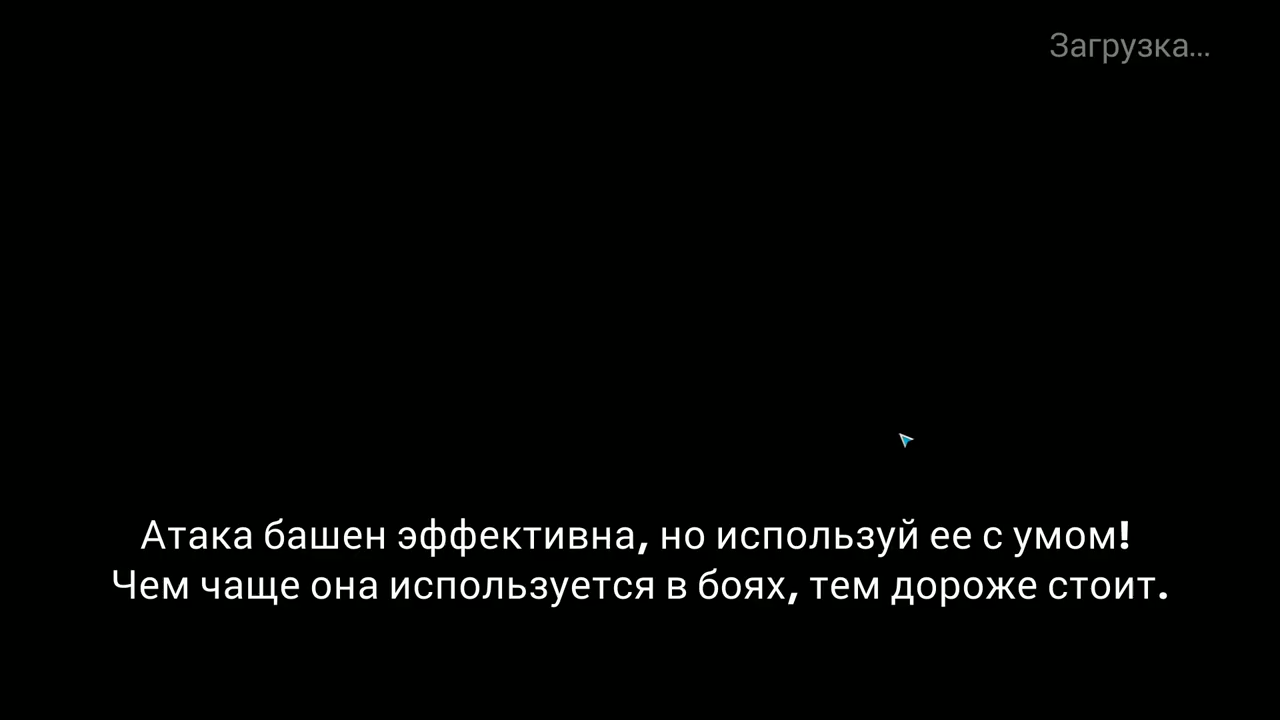 Загрузка...
Атака башен эффективна, но используй ее с умом!
Чем чаще она используется в боях, тем дороже стоит.